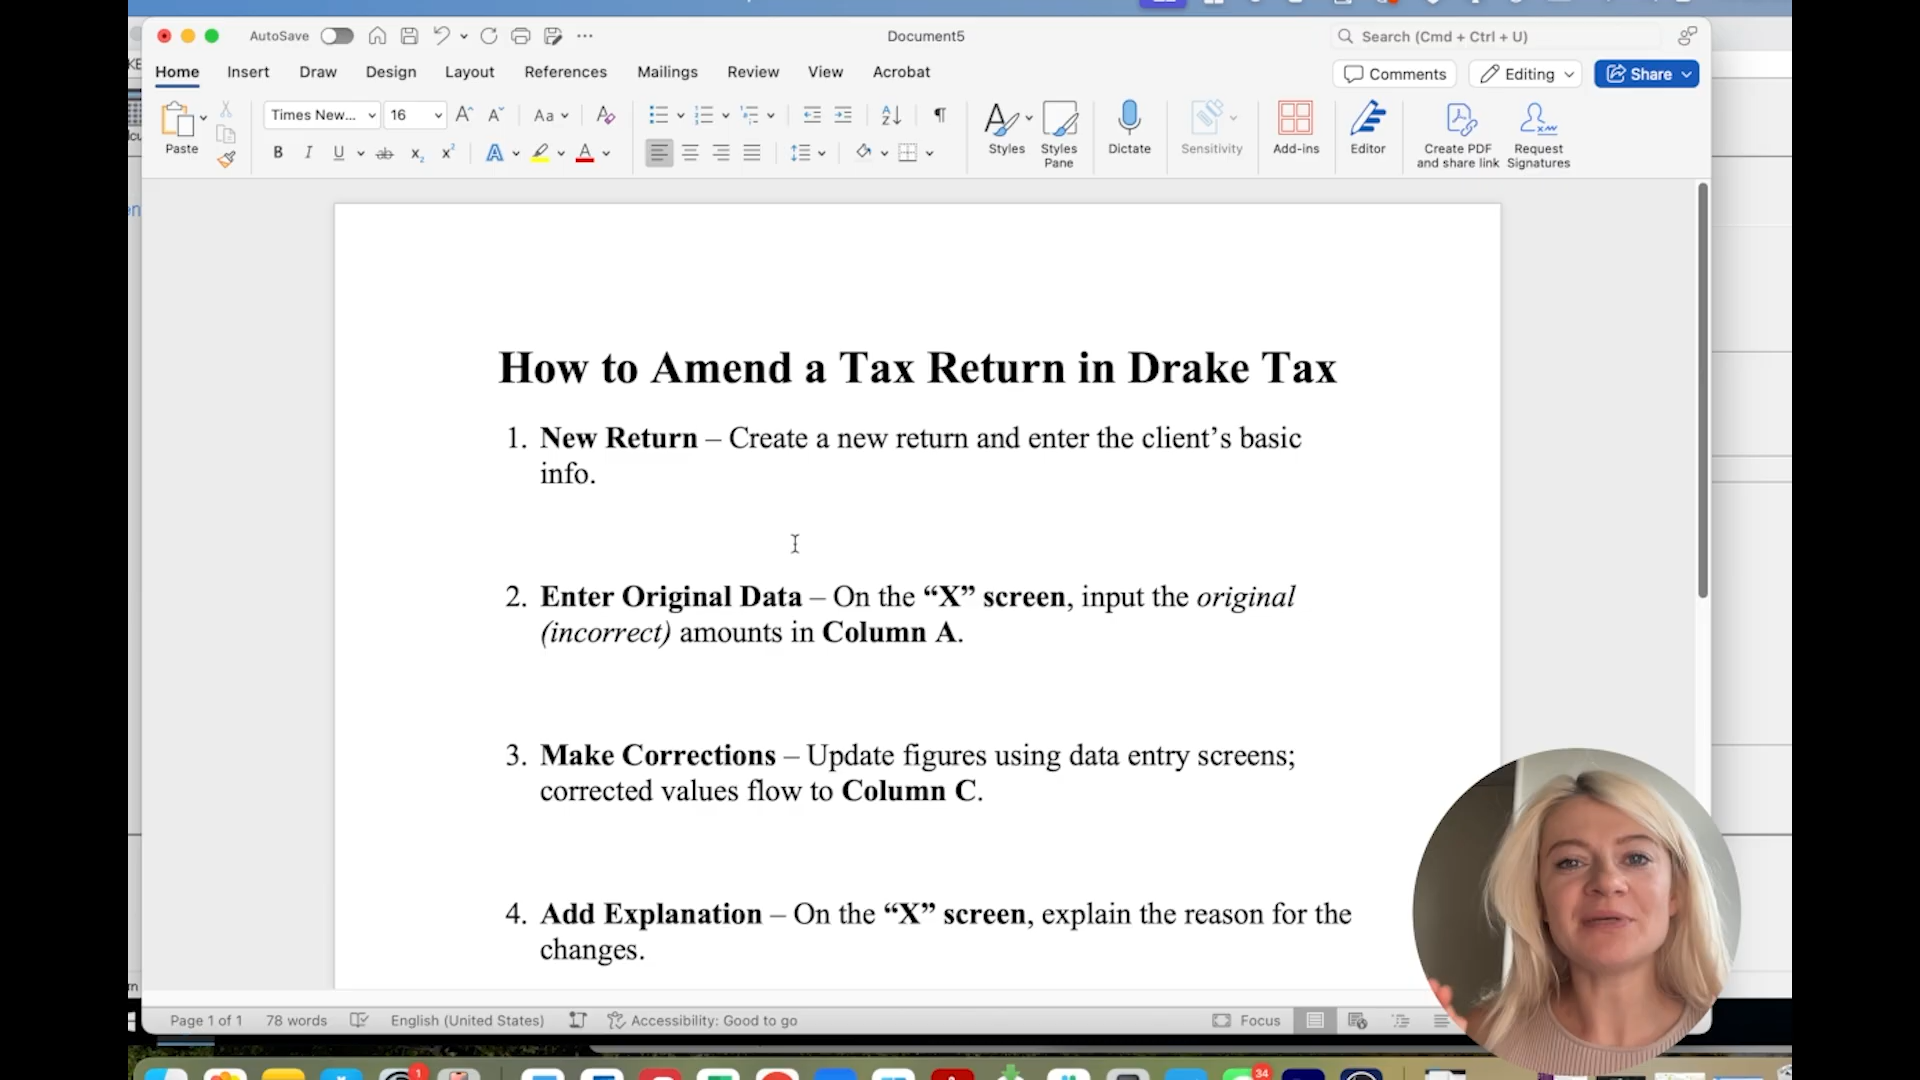 AutoSave
Document5
Search (Cmd + Ctrl + U)
Home Insert Draw Design Layout References Mailings Review View Acrobat
Comments Editing Share
Times New... 16
Paste
Styles
Styles Pane
Dictate
Sensitivity
Add-ins
Editor
Create PDF and share link
Request Signatures
How to Amend a Tax Return in Drake Tax
1. New Return – Create a new return and enter the client’s basic
info.
2. Enter Original Data – On the “X” screen, input the original
(incorrect) amounts in Column A.
3. Make Corrections – Update figures using data entry screens;
corrected values flow to Column C.
4. Add Explanation – On the “X” screen, explain the reason for the
changes.
Page 1 of 1 78 words English (United States) Accessibility: Good to go Focus
1
34